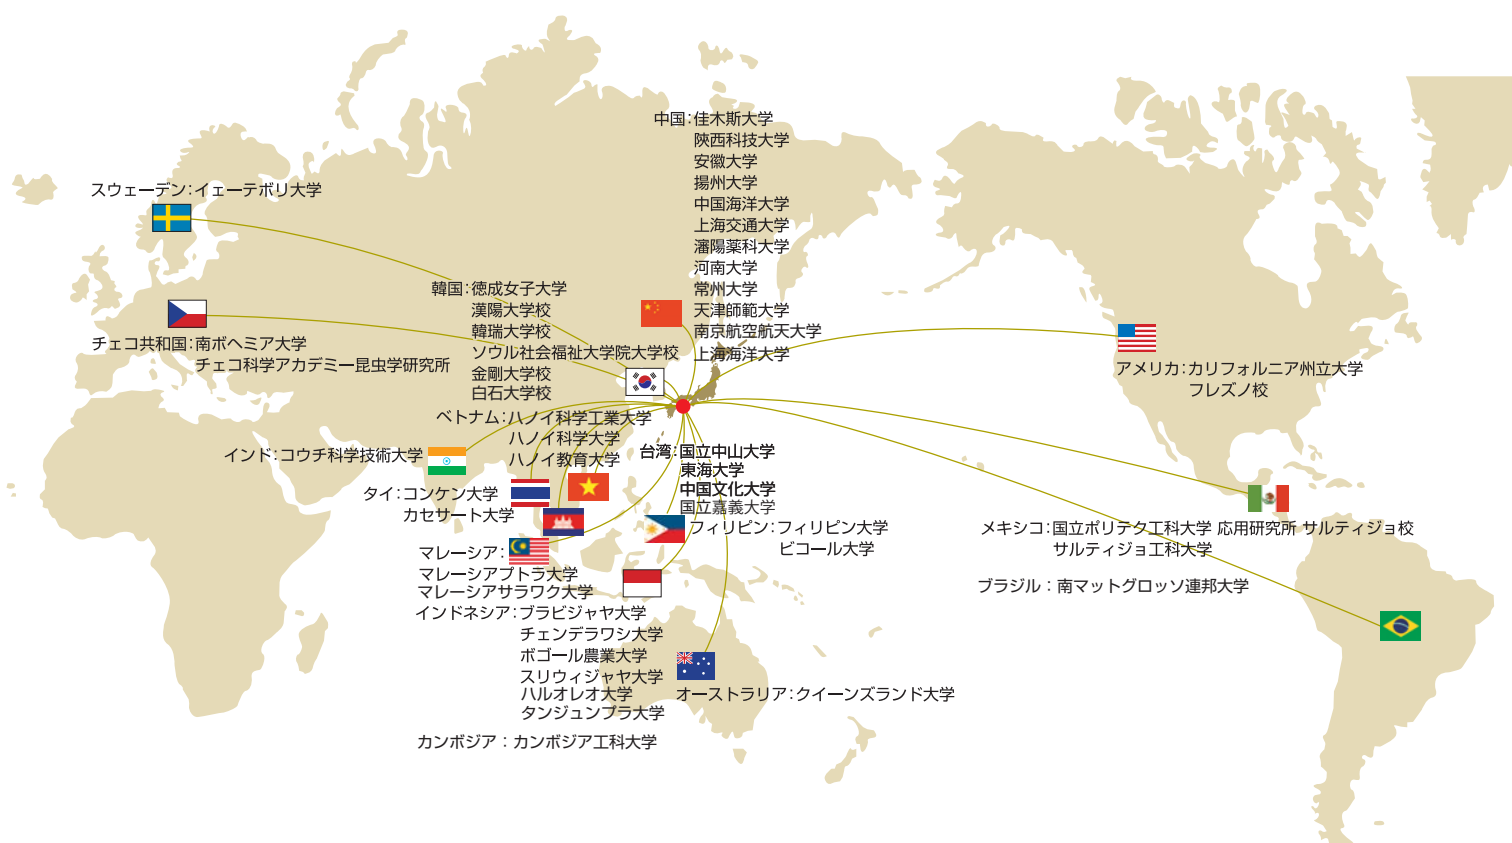 中国：佳木斯大学
陝西科技大学
安徽大学
揚州大学
中国海洋大学
上海交通大学
瀋陽薬科大学
河南大学
常州大学
天津師範大学
南京航空航天大学
上海海洋大学
スウェーデン：イェーテボリ大学
韓国：徳成女子大学
漢陽大学校
韓瑞大学校
ソウル社会福祉大学院大学校
金剛大学校
白石大学校
チェコ共和国：南ボヘミア大学
チェコ科学アカデミー昆虫学研究所
アメリカ：カリフォルニア州立大学
フレズノ校
ベトナム：ハノイ科学工業大学
ハノイ科学大学
ハノイ教育大学
インド：コウチ科学技術大学
台湾：国立中山大学
東海大学
中国文化大学
国立嘉義大学
タイ：コンケン大学
カセサート大学
フィリピン：フィリピン大学
ビコール大学
メキシコ：国立ポリテク工科大学 応用研究所 サルティジョ校
サルティジョ工科大学
マレーシア：
マレーシアプトラ大学
マレーシアサラワク大学
ブラジル：南マットグロッソ連邦大学
インドネシア：ブラビジャヤ大学
チェンデラワシ大学
ボゴール農業大学
スリウィジャヤ大学
ハルオレオ大学
タンジュンプラ大学
オーストラリア：クイーンズランド大学
カンボジア：カンボジア工科大学